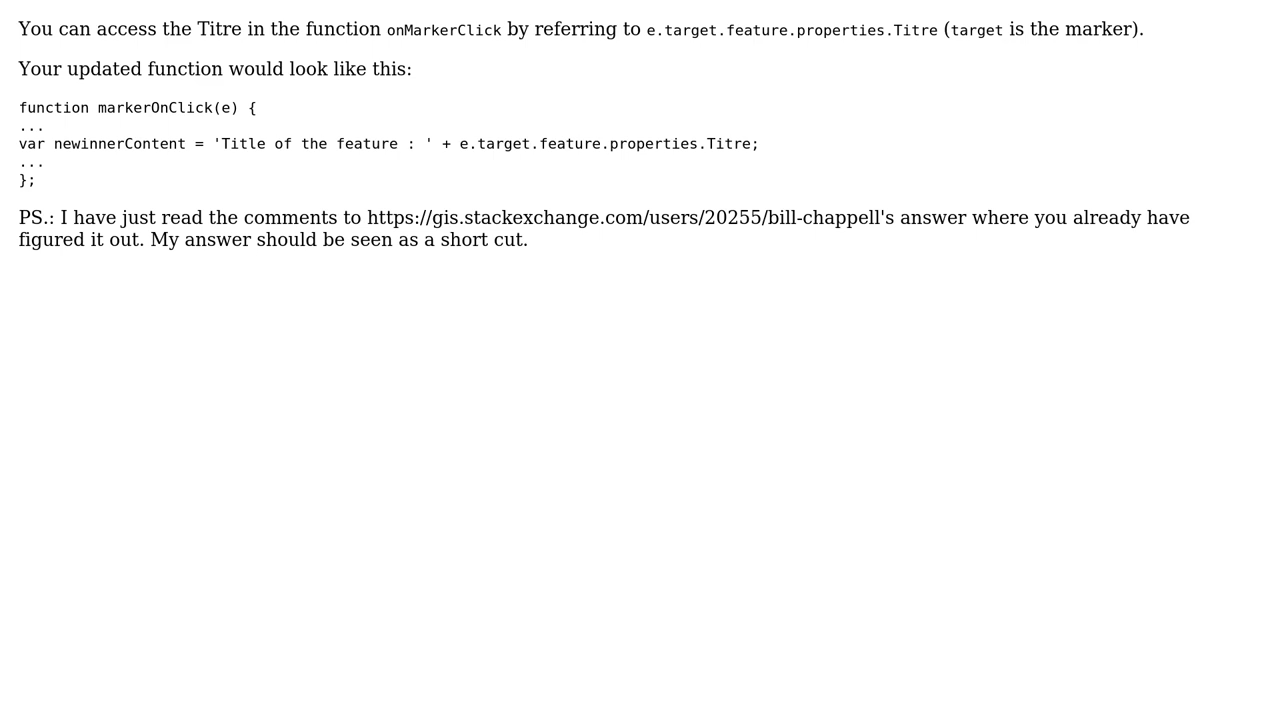 You can access the Titre in the function onMarkerClick by referring to e.target.feature.properties.Titre (target is the marker).
Your updated function would look like this:
function markerOnClick(e) {
...
var newinnerContent = 'Title of the feature : ' + e.target.feature.properties.Titre;
...
};
PS.: I have just read the comments to https://gis.stackexchange.com/users/20255/bill-chappell's answer where you already have
figured it out. My answer should be seen as a short cut.